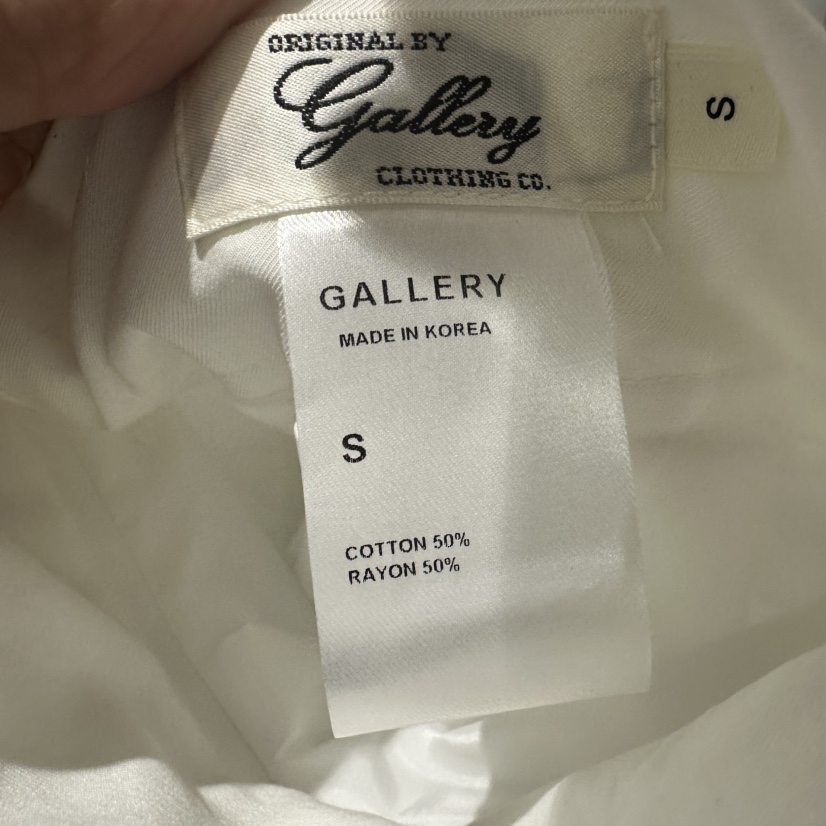 ORIGINAL BY
Gallery
CLOTHING CO.
S
GALLERY
MADE IN KOREA
S
COTTON 50%
RAYON 50%